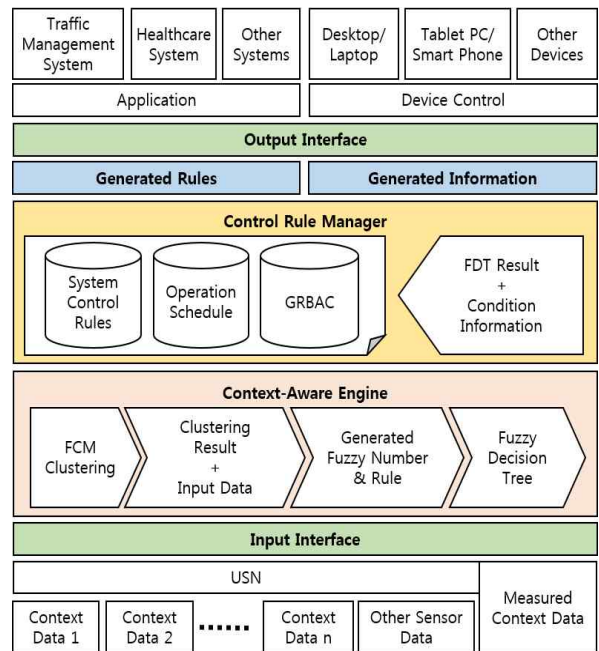 Traffic
Management
System
Healthcare
System
Other
Systems
Desktop/
Laptop
Tablet PC/
Smart Phone
Other
Devices
Application
Device Control
Output Interface
Generated Rules
Generated Information
Control Rule Manager
System
Control
Rules
Operation
Schedule
GRBAC
FDT Result
+
Condition
Information
Context-Aware Engine
FCM
Clustering
Clustering
Result
+
Input Data
Generated
Fuzzy Number
& Rule
Fuzzy
Decision
Tree
Input Interface
USN
Measured
Context Data
Context
Data 1
Context
Data 2
......
Context
Data n
Other Sensor
Data